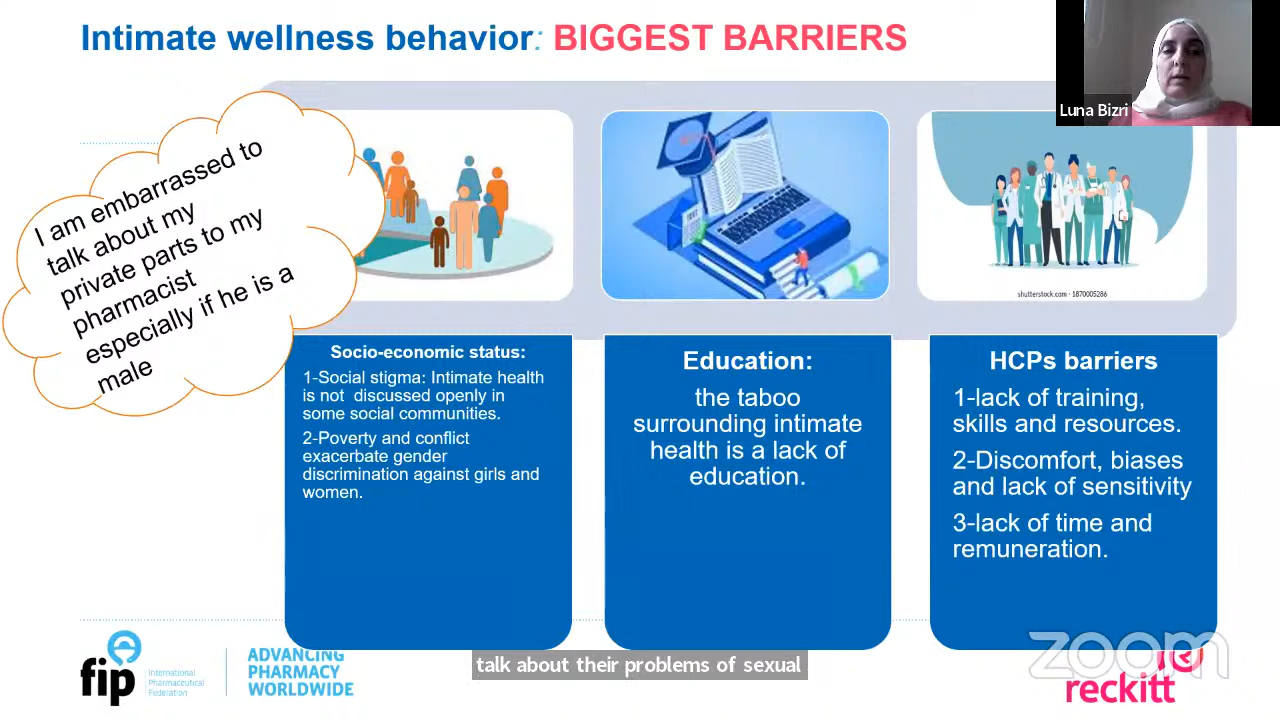 Intimate wellness behavior: BIGGEST BARRIERS
Luna Bizri
I am embarrassed to
talk about my
private parts to my
pharmacist
especially if he is a
male
TEST
shutterstock.com · 1870005286
Socio-economic status:
1-Social stigma: Intimate health
is not discussed openly in
some social communities.
2-Poverty and conflict
exacerbate gender
discrimination against girls and
women.
Education:
the taboo
surrounding intimate
health is a lack of
education.
HCPs barriers
1-lack of training,
skills and resources.
2-Discomfort, biases
and lack of sensitivity
3-lack of time and
remuneration.
fip
International
Pharmaceutical
Federation
ADVANCING
PHARMACY
WORLDWIDE
talk about their problems of sexual
zoom
reckitt